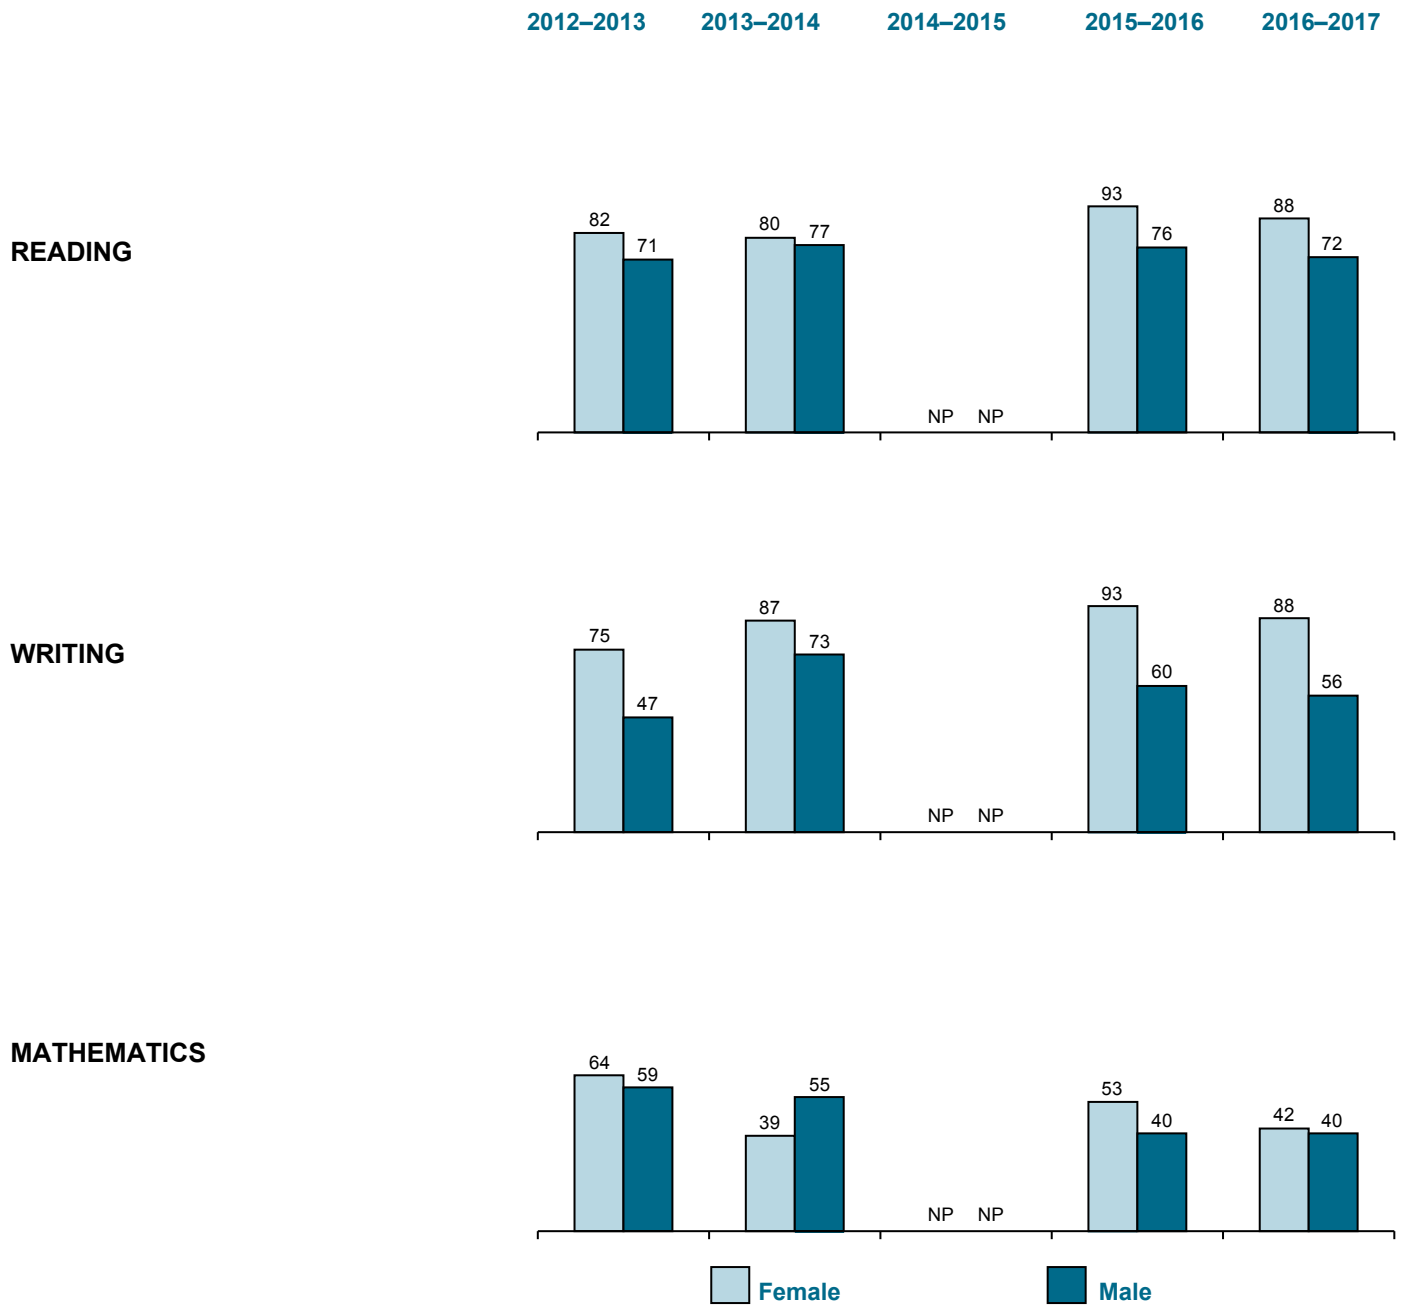 2012–2013 2013–2014 2014–2015 2015–2016 2016–2017
READING
82 71 80 77 NP NP 93 76 88 72
WRITING
75 47 87 73 NP NP 93 60 88 56
MATHEMATICS
64 59 39 55 NP NP 53 40 42 40
Female Male